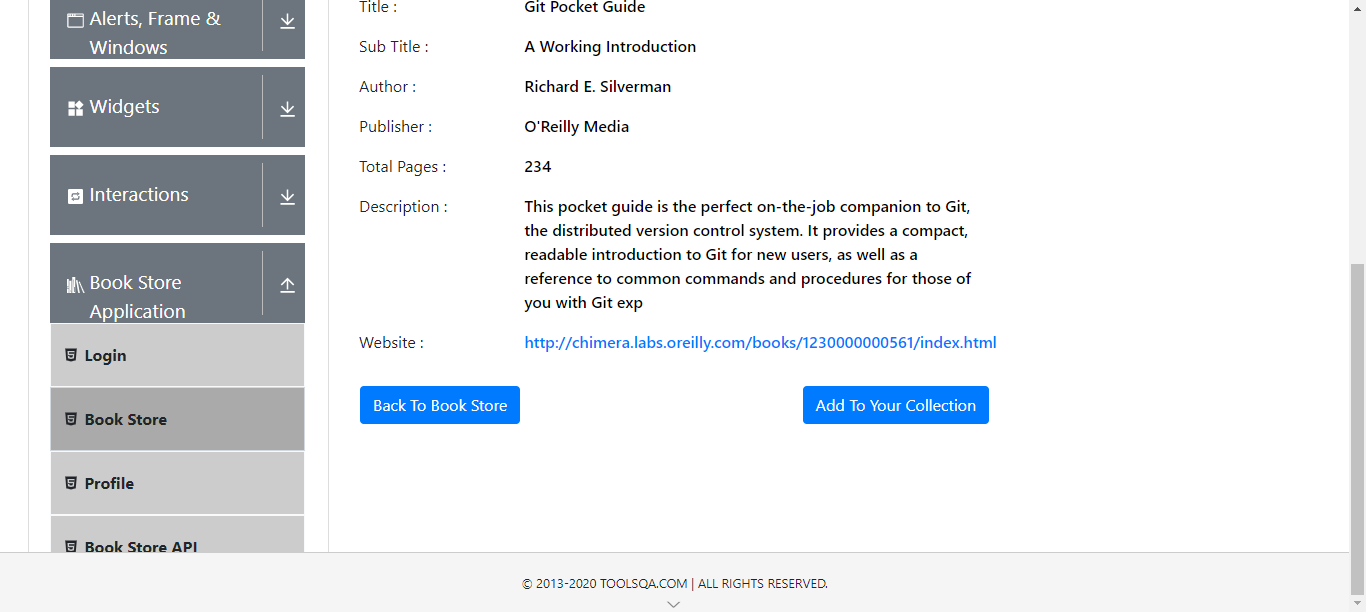 Alerts, Frame &
Windows
Widgets
Interactions
Book Store
Application
Login
Book Store
Profile
Book Store API
Title : Git Pocket Guide
Sub Title : A Working Introduction
Author : Richard E. Silverman
Publisher : O'Reilly Media
Total Pages : 234
Description : This pocket guide is the perfect on-the-job companion to Git,
the distributed version control system. It provides a compact,
readable introduction to Git for new users, as well as a
reference to common commands and procedures for those of
you with Git exp
Website : http://chimera.labs.oreilly.com/books/1230000000561/index.html
Back To Book Store Add To Your Collection
© 2013-2020 TOOLSQA.COM | ALL RIGHTS RESERVED.